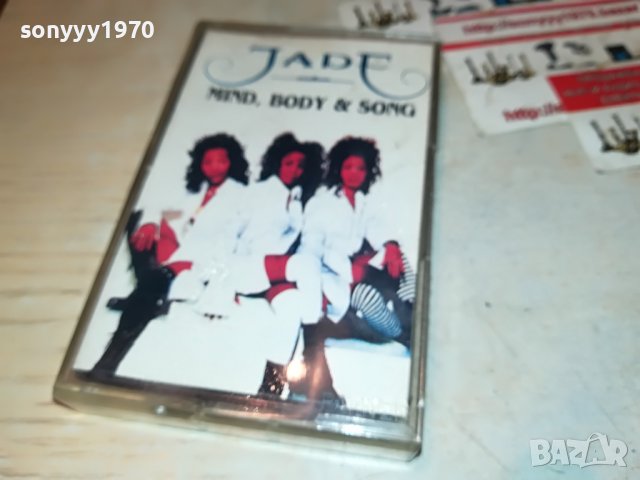 sonyyy1970
JADE
MIND, BODY & SONG
BAZAR